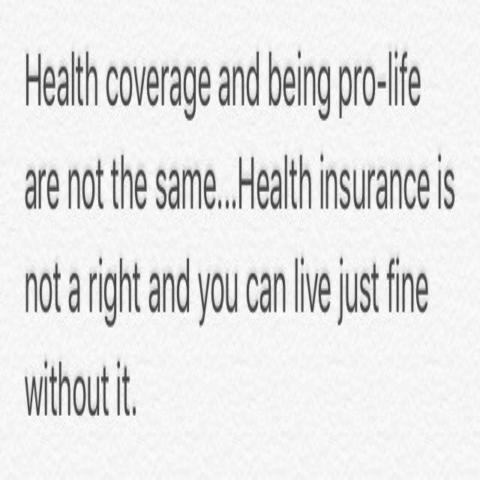 Health coverage and being pro-life
are not the same...Health insurance is
not a right and you can live just fine
without it.